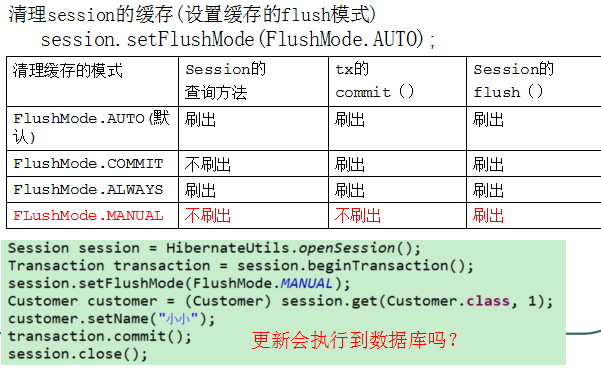 清理session的缓存(设置缓存的flush模式)
session.setFlushMode(FlushMode.AUTO);
清理缓存的模式 Session的查询方法 tx的commit（） Session的flush（）
FlushMode.AUTO(默认) 刷出 刷出 刷出
FlushMode.COMMIT 不刷出 刷出 刷出
FlushMode.ALWAYS 刷出 刷出 刷出
FLushMode.MANUAL 不刷出 不刷出 刷出
Session session = HibernateUtils.openSession();
Transaction transaction = session.beginTransaction();
session.setFlushMode(FlushMode.MANUAL);
Customer customer = (Customer) session.get(Customer.class, 1);
customer.setName("小小");
transaction.commit();
session.close();
更新会执行到数据库吗？